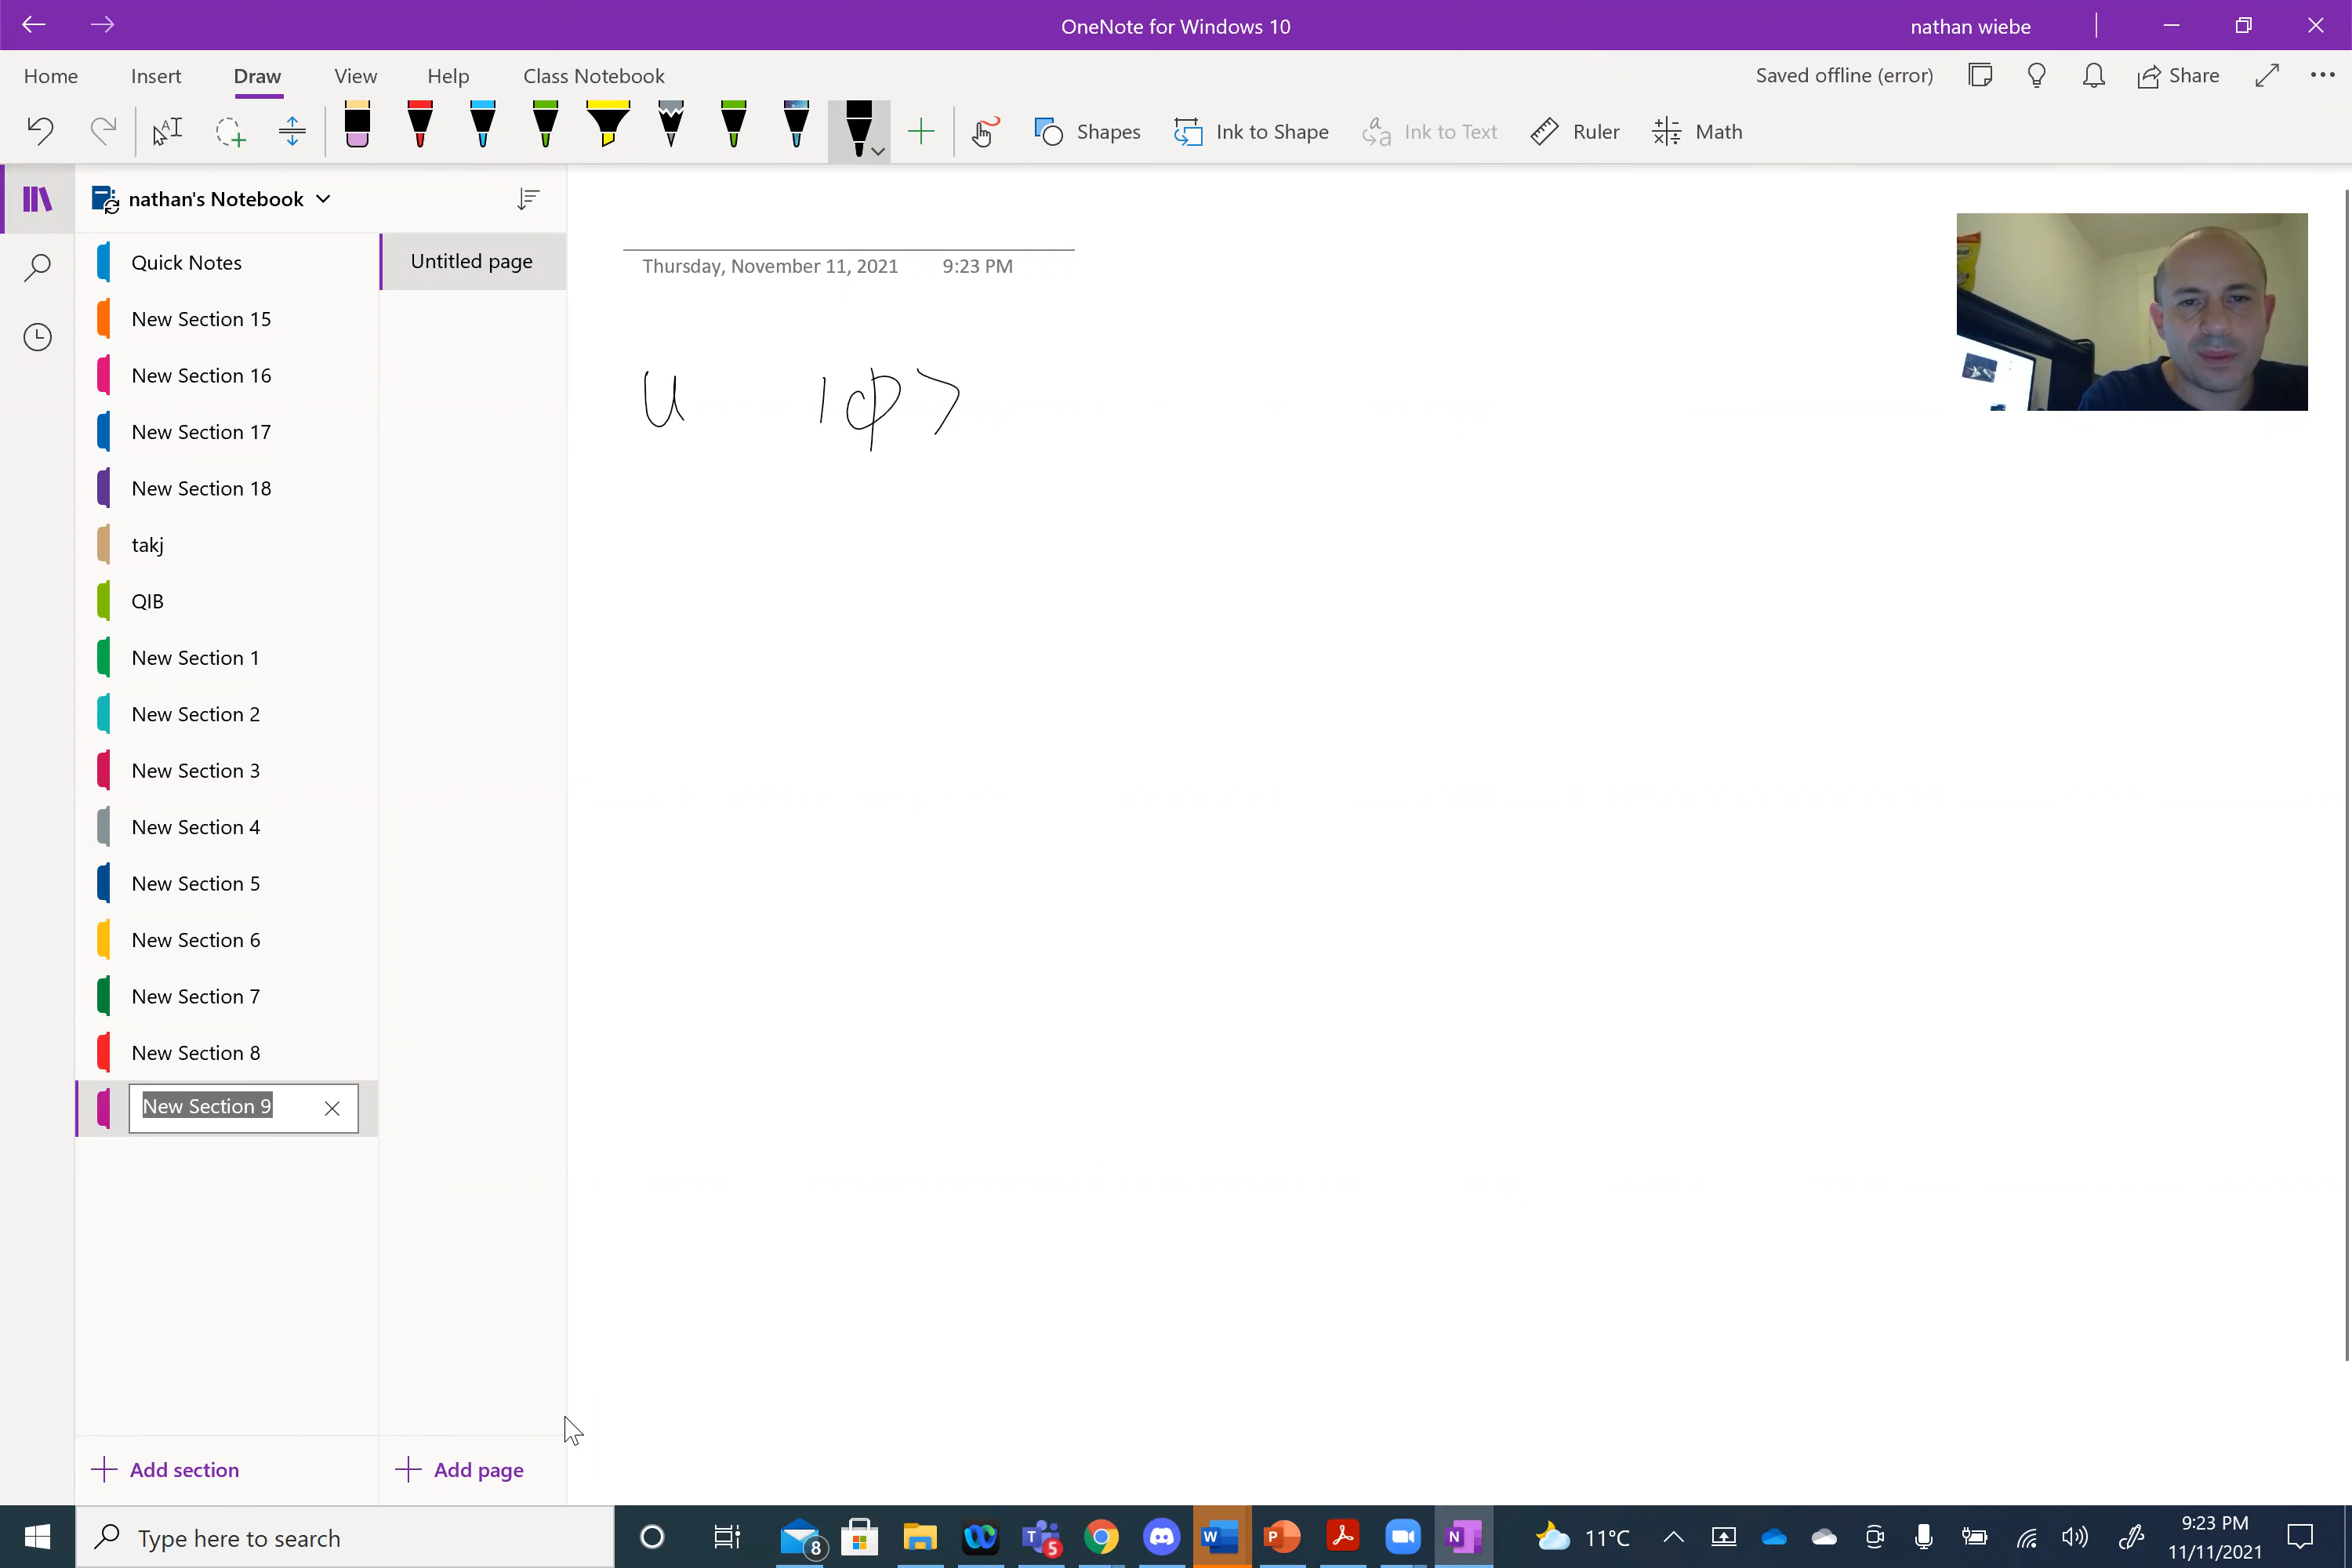 OneNote for Windows 10
nathan wiebe
Home Insert Draw View Help Class Notebook
Saved offline (error) Share
Shapes Ink to Shape Ink to Text Ruler Math
nathan's Notebook
Quick Notes
New Section 15
New Section 16
New Section 17
New Section 18
takj
QIB
New Section 1
New Section 2
New Section 3
New Section 4
New Section 5
New Section 6
New Section 7
New Section 8
New Section 9
Add section
Untitled page
Add page
Thursday, November 11, 2021 9:23 PM
U |ϕ>
Type here to search
8
5
11°C
9:23 PM
11/11/2021